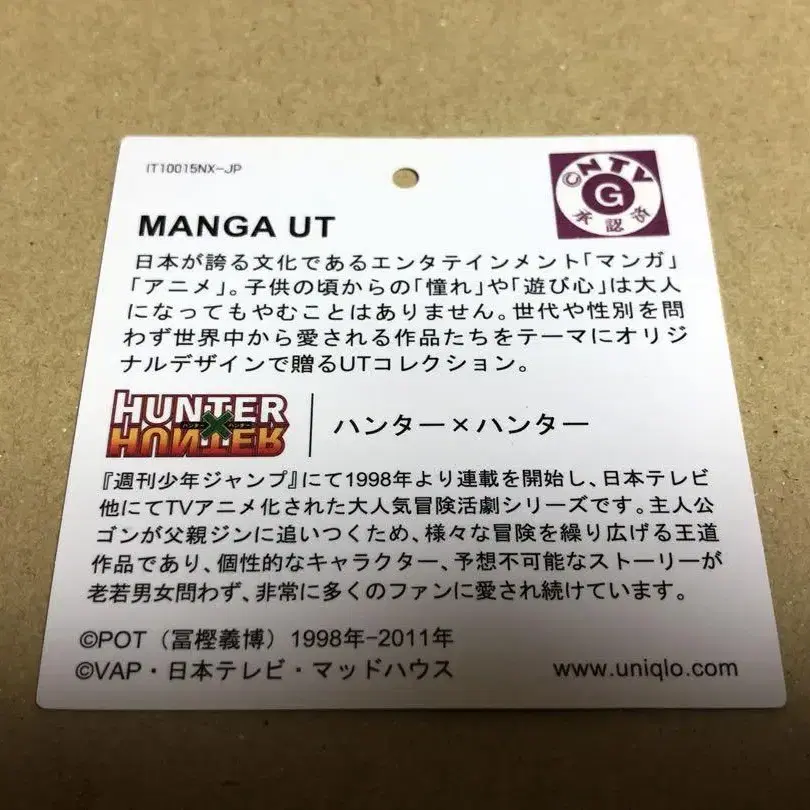 IT10015NX-JP
©NTV
G
承認済
MANGA UT
日本が誇る文化であるエンタテインメント「マンガ」
「アニメ」。子供の頃からの「憧れ」や「遊び心」は大人
になってもやむことはありません。世代や性別を問
わず世界中から愛される作品たちをテーマにオリジ
ナルデザインで贈るUTコレクション。
HUNTER
ハンター×ハンター
HUNTER
ハンター×ハンター
『週刊少年ジャンプ』にて1998年より連載を開始し、日本テレビ
他にてTVアニメ化された大人気冒険活劇シリーズです。主人公
ゴンが父親ジンに追いつくため、様々な冒険を繰り広げる王道
作品であり、個性的なキャラクター、予想不可能なストーリーが
老若男女問わず、非常に多くのファンに愛され続けています。
©POT（冨樫義博）1998年-2011年
©VAP・日本テレビ・マッドハウス
www.uniqlo.com